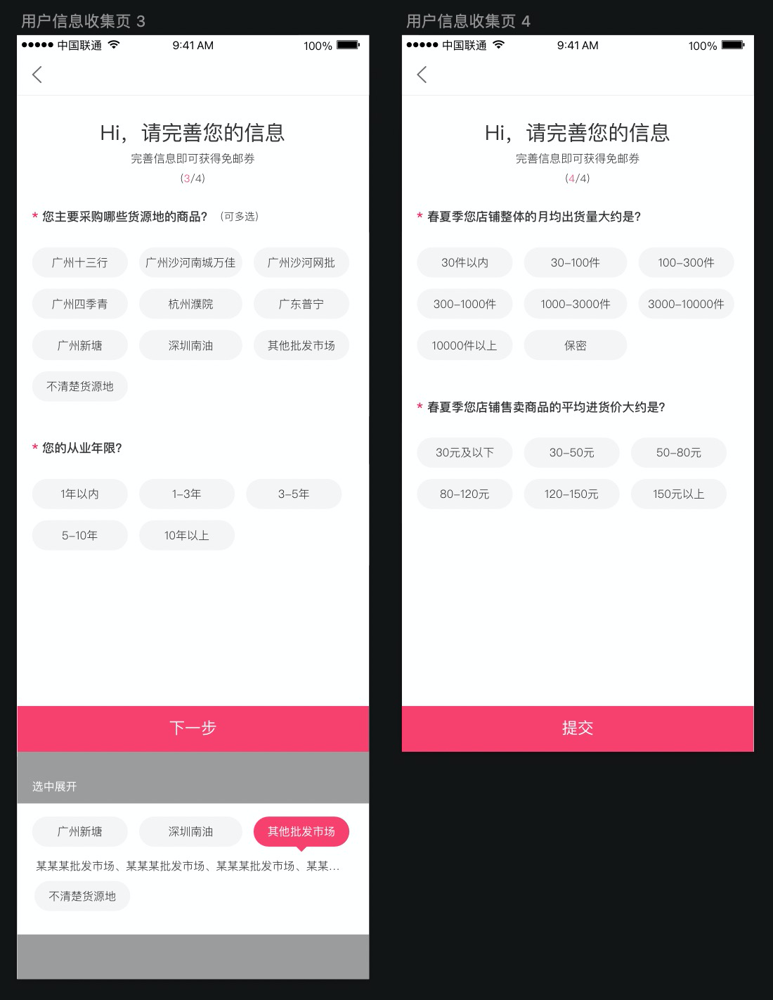 用户信息收集页 3
中国联通 9:41 AM 100%
Hi，请完善您的信息
完善信息即可获得免邮券
(3/4)
* 您主要采购哪些货源地的商品? (可多选)
广州十三行 广州沙河南城万佳 广州沙河网批
广州四季青 杭州濮院 广东普宁
广州新塘 深圳南油 其他批发市场
不清楚货源地
* 您的从业年限?
1年以内 1-3年 3-5年
5-10年 10年以上
下一步
选中展开
广州新塘 深圳南油 其他批发市场
某某某批发市场、某某某批发市场、某某某批发市场、某某...
不清楚货源地
用户信息收集页 4
中国联通 9:41 AM 100%
Hi，请完善您的信息
完善信息即可获得免邮券
(4/4)
* 春夏季您店铺整体的月均出货量大约是?
30件以内 30-100件 100-300件
300-1000件 1000-3000件 3000-10000件
10000件以上 保密
* 春夏季您店铺售卖商品的平均进货价大约是?
30元及以下 30-50元 50-80元
80-120元 120-150元 150元以上
提交